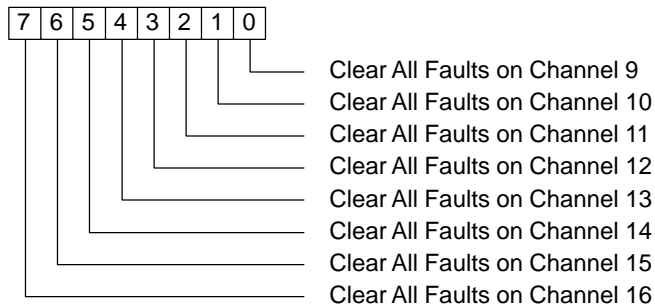 7 6 5 4 3 2 1 0
Clear All Faults on Channel 9
Clear All Faults on Channel 10
Clear All Faults on Channel 11
Clear All Faults on Channel 12
Clear All Faults on Channel 13
Clear All Faults on Channel 14
Clear All Faults on Channel 15
Clear All Faults on Channel 16